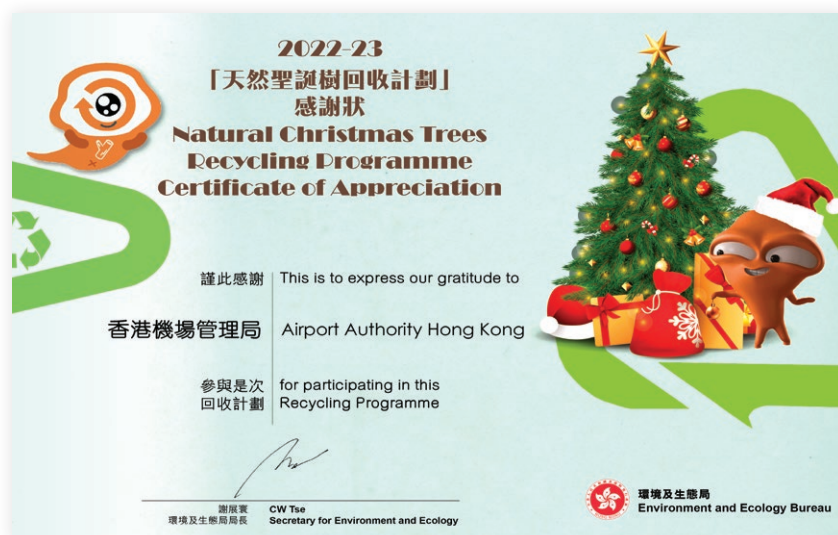 2022-23
「天然聖誕樹回收計劃」
感謝狀
Natural Christmas Trees
Recycling Programme
Certificate of Appreciation
謹此感謝 This is to express our gratitude to
香港機場管理局 Airport Authority Hong Kong
參與是次 for participating in this
回收計劃 Recycling Programme
謝展寰 CW Tse
環境及生態局局長 Secretary for Environment and Ecology
環境及生態局
Environment and Ecology Bureau